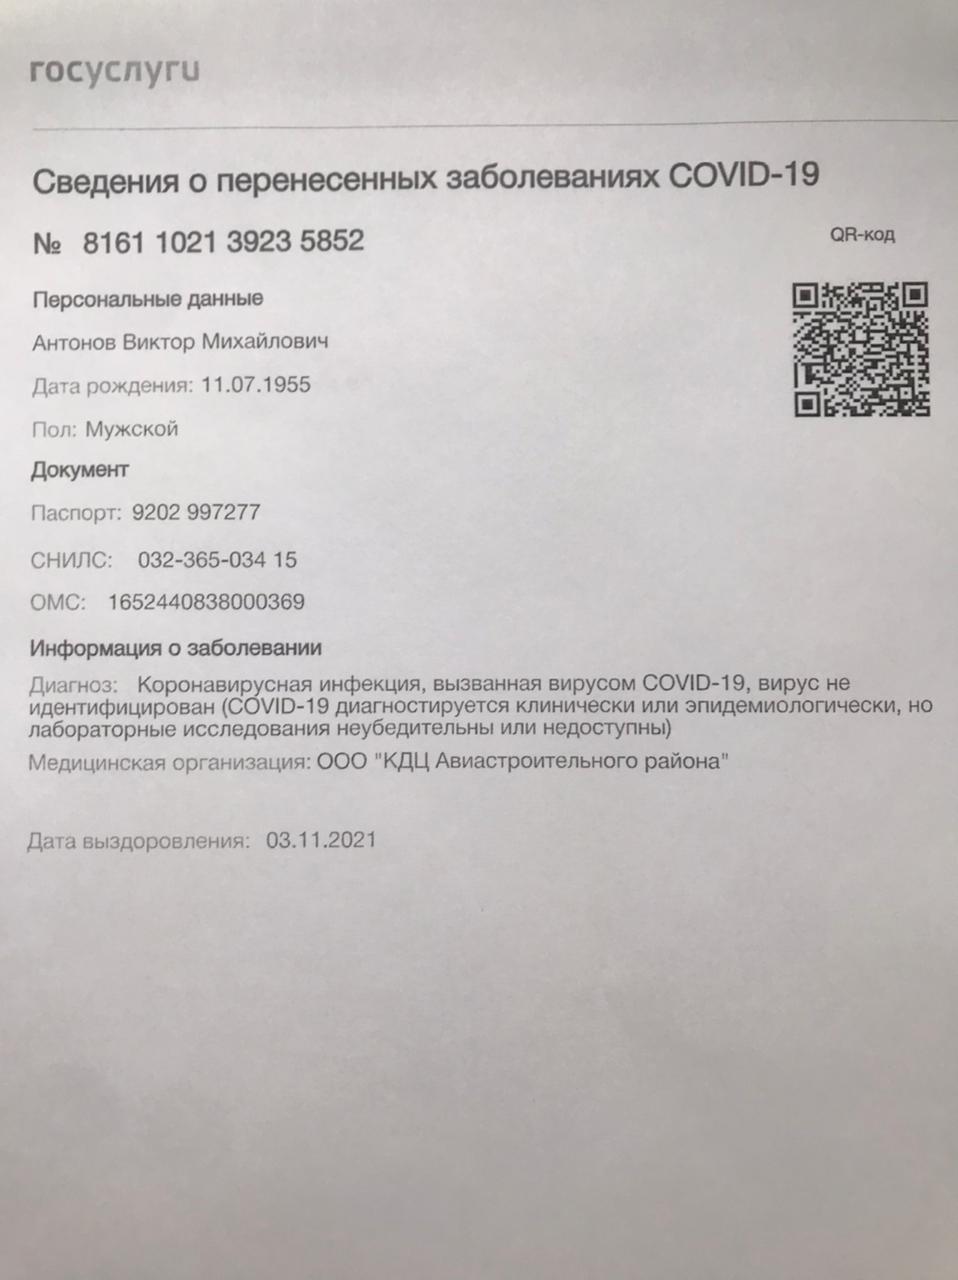 госуслуги
Сведения о перенесенных заболеваниях COVID-19
№ 8161 1021 3923 5852
QR-код
Персональные данные
Антонов Виктор Михайлович
Дата рождения: 11.07.1955
Пол: Мужской
Документ
Паспорт: 9202 997277
СНИЛС: 032-365-034 15
ОМС: 1652440838000369
Информация о заболевании
Диагноз: Коронавирусная инфекция, вызванная вирусом COVID-19, вирус не
идентифицирован (COVID-19 диагностируется клинически или эпидемиологически, но
лабораторные исследования неубедительны или недоступны)
Медицинская организация: ООО "КДЦ Авиастроительного района"
Дата выздоровления: 03.11.2021